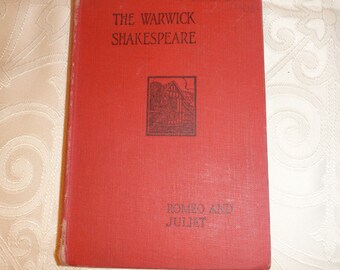 THE WARWICK
SHAKESPEARE
ROMEO AND
JULIET